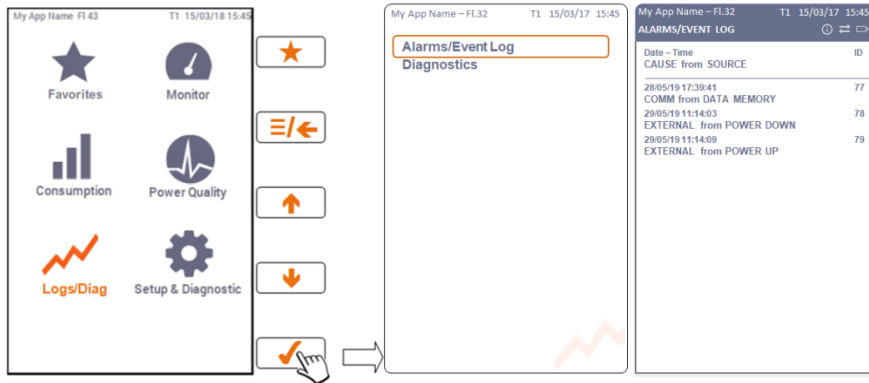 My App Name Fl 43 T1 15/03/18 15:45
Favorites Monitor
Consumption Power Quality
Logs/Diag Setup & Diagnostic
My App Name – Fl.32 T1 15/03/17 15:45
Alarms/Event Log
Diagnostics
My App Name – Fl.32 T1 15/03/17 15:45
ALARMS/EVENT LOG
Date – Time ID
CAUSE from SOURCE
28/05/19 17:39:41 77
COMM from DATA MEMORY
29/05/19 11:14:03 78
EXTERNAL from POWER DOWN
29/05/19 11:14:09 79
EXTERNAL from POWER UP